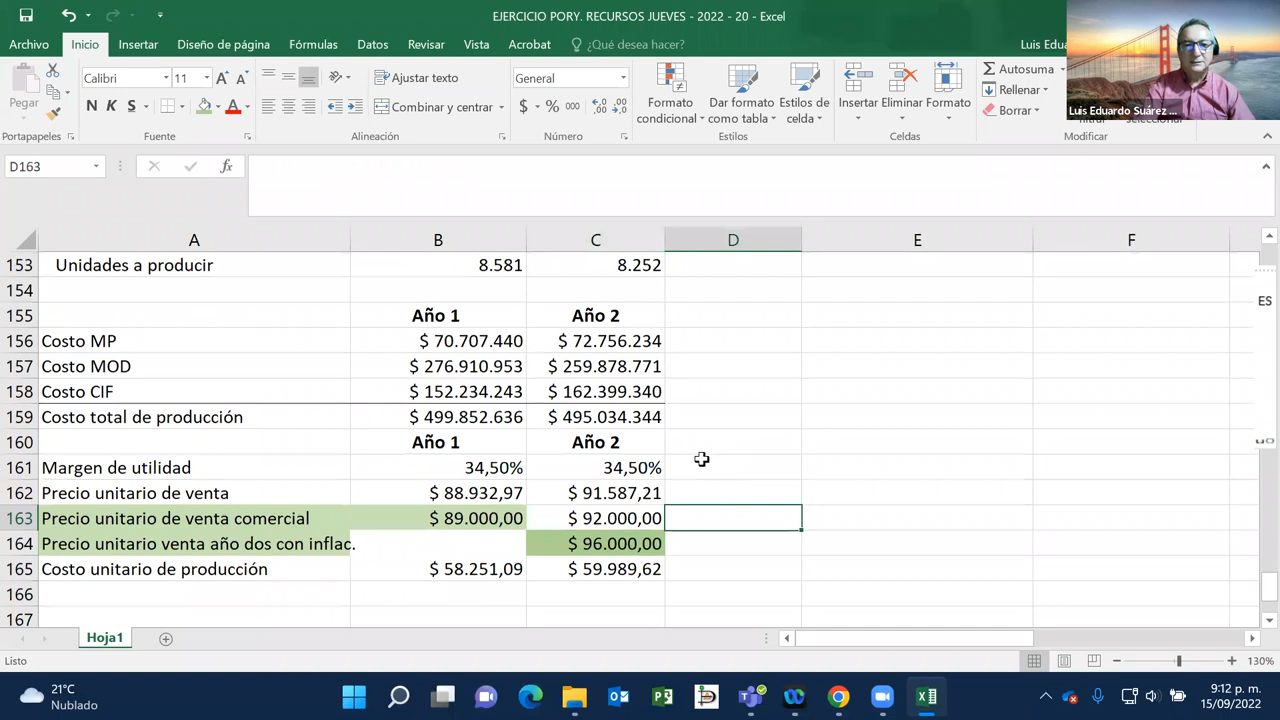 EJERCICIO PORY. RECURSOS JUEVES - 2022 - 20 - Excel
Archivo Inicio Insertar Diseño de página Fórmulas Datos Revisar Vista Acrobat ¿Qué desea hacer? Luis Edu
Luis Eduardo Suárez ...
Pegar
Calibri 11
N K S
Ajustar texto
Combinar y centrar
General
$ % 000
Formato condicional
Dar formato como tabla
Estilos de celda
Insertar Eliminar Formato
Autosuma
Rellenar
Borrar
Portapapeles Fuente Alineación Número Estilos Celdas Modificar
D163 fx
A B C D E F
153 Unidades a producir 8.581 8.252
154
155 Año 1 Año 2
156 Costo MP $ 70.707.440 $ 72.756.234
157 Costo MOD $ 276.910.953 $ 259.878.771
158 Costo CIF $ 152.234.243 $ 162.399.340
159 Costo total de producción $ 499.852.636 $ 495.034.344
160 Año 1 Año 2
161 Margen de utilidad 34,50% 34,50%
162 Precio unitario de venta $ 88.932,97 $ 91.587,21
163 Precio unitario de venta comercial $ 89.000,00 $ 92.000,00
164 Precio unitario venta año dos con inflac. $ 96.000,00
165 Costo unitario de producción $ 58.251,09 $ 59.989,62
166
167
ES
Hoja1
Listo 130%
21°C
Nublado
9:12 p. m.
15/09/2022